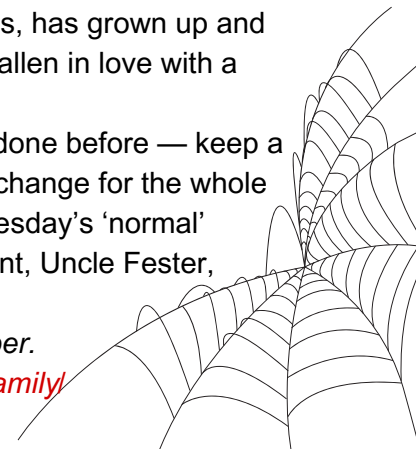 s, has grown up and
allen in love with a
done before — keep a
change for the whole
esday’s ‘normal’
nt, Uncle Fester,
er.
amily!